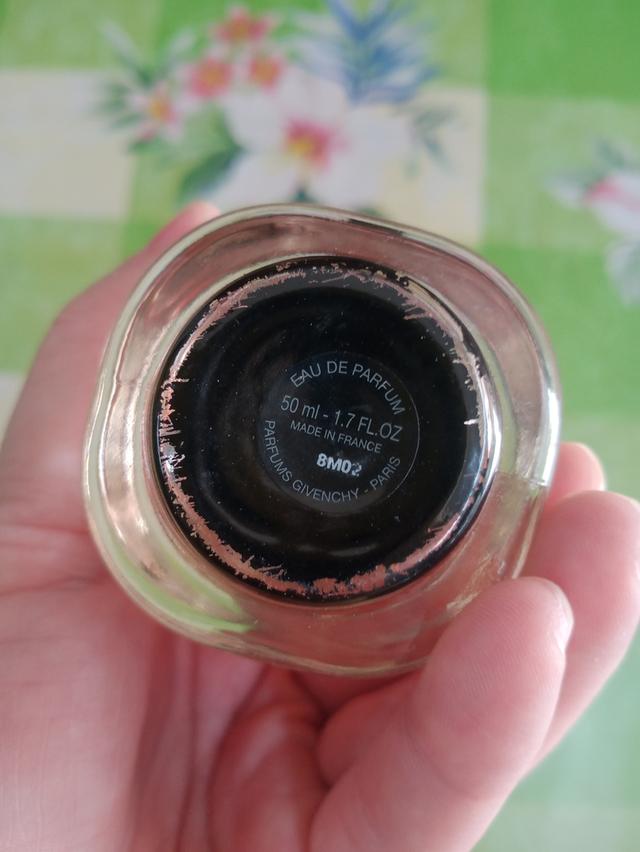 EAU DE PARFUM
50 ml - 1.7 FL.OZ
MADE IN FRANCE
8M02
PARFUMS GIVENCHY - PARIS